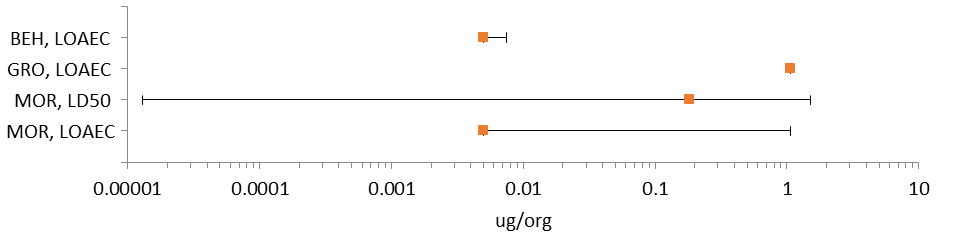 BEH, LOAEC
GRO, LOAEC
MOR, LD50
MOR, LOAEC
0.00001 0.0001 0.001 0.01 0.1 1 10
ug/org